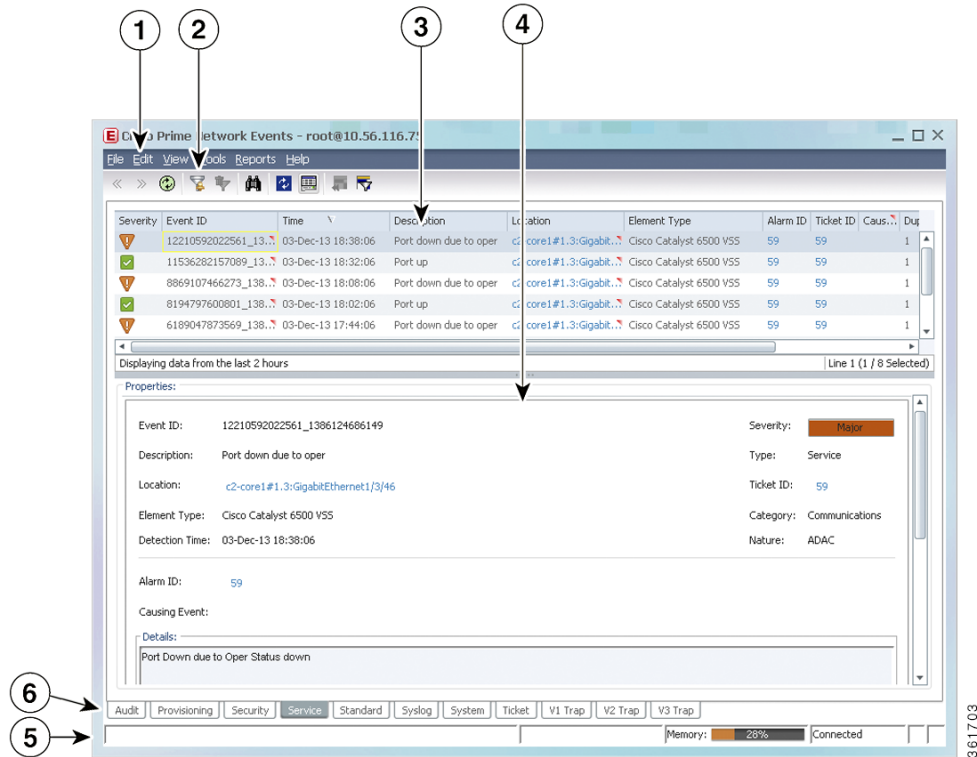 1 2 3 4
Prime Network Events - root@10.56.116.75
File Edit View Tools Reports Help
Severity Event ID Time Description Location Element Type Alarm ID Ticket ID Caus... Dup
12210592022561_13... 03-Dec-13 18:38:06 Port down due to oper c2-core1#1.3:Gigabit... Cisco Catalyst 6500 VSS 59 59 1
11536282157089_13... 03-Dec-13 18:32:06 Port up c2-core1#1.3:Gigabit... Cisco Catalyst 6500 VSS 59 59 1
8869107466273_138... 03-Dec-13 18:08:06 Port down due to oper c2-core1#1.3:Gigabit... Cisco Catalyst 6500 VSS 59 59 1
8194797600801_138... 03-Dec-13 18:02:06 Port up c2-core1#1.3:Gigabit... Cisco Catalyst 6500 VSS 59 59 1
6189047873569_138... 03-Dec-13 17:44:06 Port down due to oper c2-core1#1.3:Gigabit... Cisco Catalyst 6500 VSS 59 59 1
Displaying data from the last 2 hours Line 1 (1 / 8 Selected)
Properties:
Event ID: 12210592022561_1386124686149 Severity: Major
Description: Port down due to oper Type: Service
Location: c2-core1#1.3:GigabitEthernet1/3/46 Ticket ID: 59
Element Type: Cisco Catalyst 6500 VSS Category: Communications
Detection Time: 03-Dec-13 18:38:06 Nature: ADAC
Alarm ID: 59
Causing Event:
Details:
Port Down due to Oper Status down
6
Audit Provisioning Security Service Standard Syslog System Ticket V1 Trap V2 Trap V3 Trap
5
Memory: 28% Connected
361703